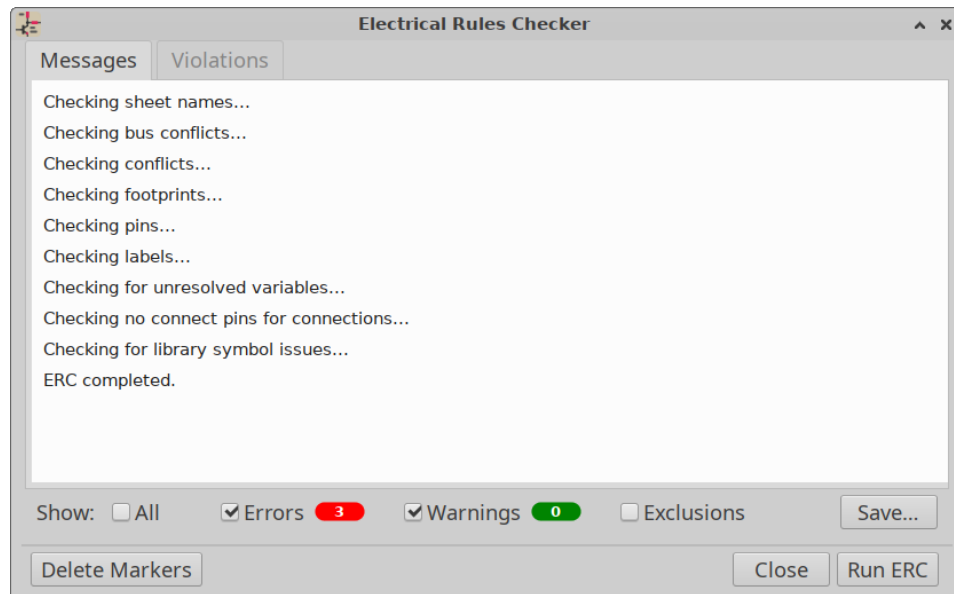 Electrical Rules Checker
Messages Violations
Checking sheet names...
Checking bus conflicts...
Checking conflicts...
Checking footprints...
Checking pins...
Checking labels...
Checking for unresolved variables...
Checking no connect pins for connections...
Checking for library symbol issues...
ERC completed.
Show: All Errors 3 Warnings 0 Exclusions Save...
Delete Markers Close Run ERC